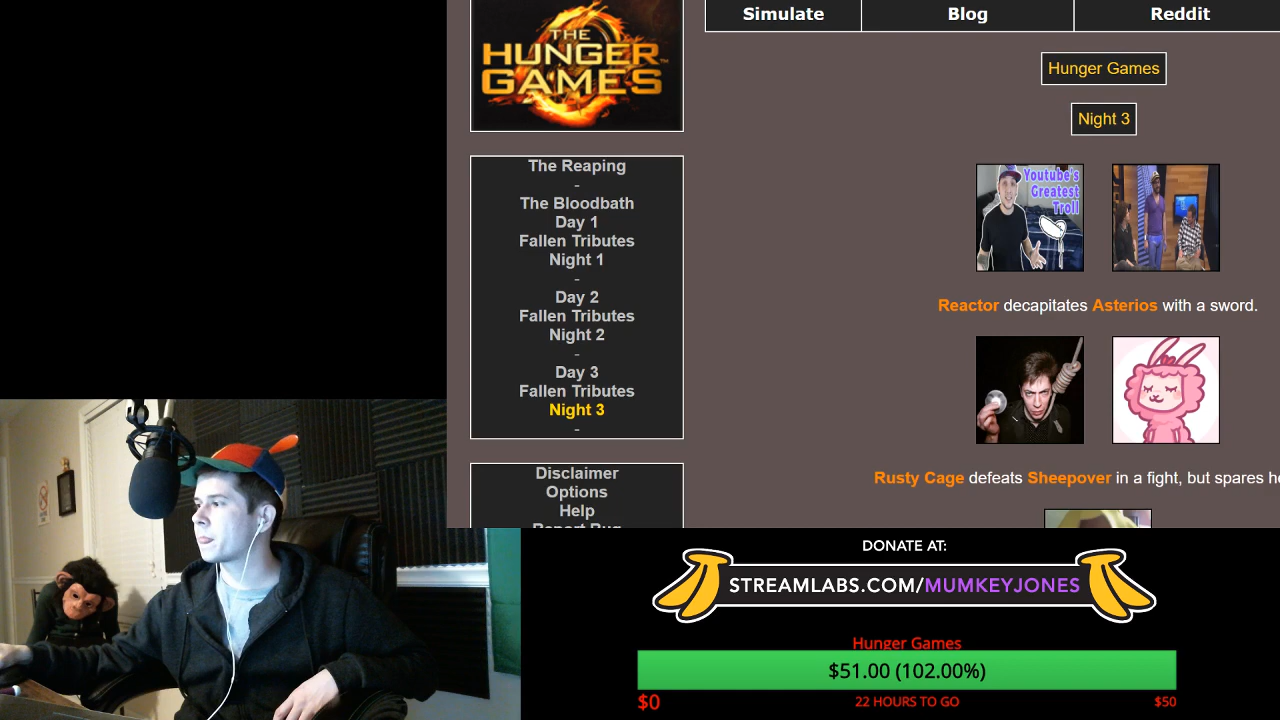 THE
HUNGER
GAMES
Simulate
Blog
Reddit
Hunger Games
Night 3
The Reaping
-
The Bloodbath
Day 1
Fallen Tributes
Night 1
-
Day 2
Fallen Tributes
Night 2
-
Day 3
Fallen Tributes
Night 3
-
Disclaimer
Options
Help
Report Bug
Youtube's
Greatest
Troll
Reactor decapitates Asterios with a sword.
Rusty Cage defeats Sheepover in a fight, but spares
DONATE AT:
STREAMLABS.COM/MUMKEYJONES
Hunger Games
$51.00 (102.00%)
$0
22 HOURS TO GO
$50